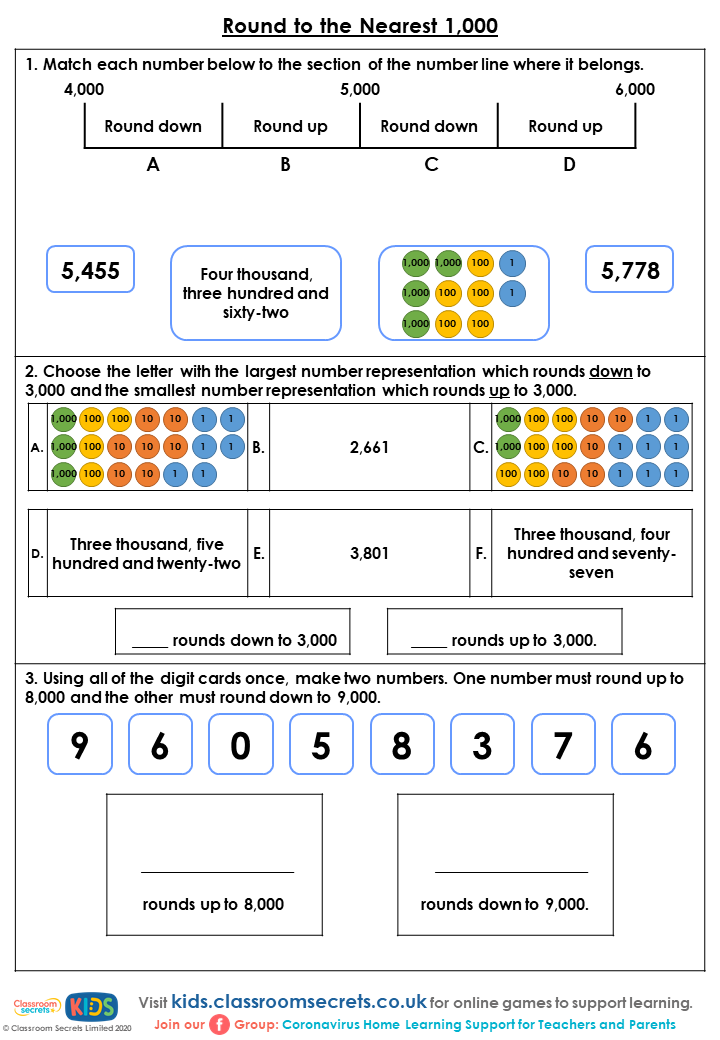 Round to the Nearest 1,000
1. Match each number below to the section of the number line where it belongs.
4,000 5,000 6,000
Round down Round up Round down Round up
A B C D
5,455
Four thousand,
three hundred and
sixty-two
1,000 1,000 100 1
1,000 100 100 1
1,000 100 100
5,778
2. Choose the letter with the largest number representation which rounds down to
3,000 and the smallest number representation which rounds up to 3,000.
A.
1,000 100 100 10 10 1 1
1,000 100 10 10 10 1 1
1,000 100 10 10 1 1
B. 2,661
C.
1,000 100 100 10 10 1 1
1,000 100 100 10 1 1 1
100 100 10 10 1 1 1
D. Three thousand, five
hundred and twenty-two
E. 3,801
F. Three thousand, four
hundred and seventy-
seven
____ rounds down to 3,000
____ rounds up to 3,000.
3. Using all of the digit cards once, make two numbers. One number must round up to
8,000 and the other must round down to 9,000.
9 6 0 5 8 3 7 6
rounds up to 8,000
rounds down to 9,000.
Classroom
secrets
KIDS
© Classroom Secrets Limited 2020
Visit kids.classroomsecrets.co.uk for online games to support learning.
Join our f Group: Coronavirus Home Learning Support for Teachers and Parents